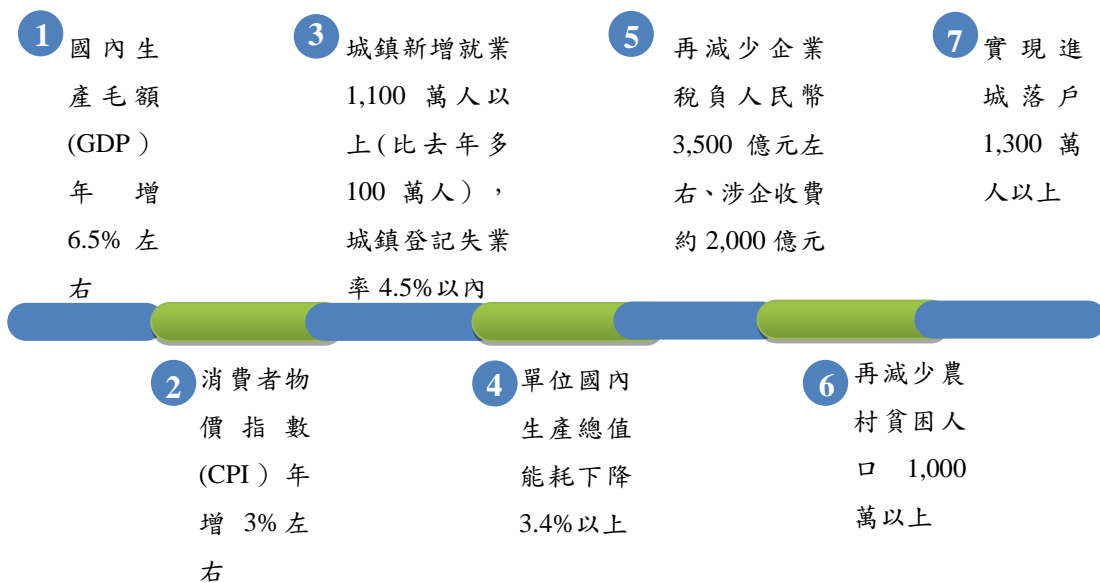 1
國內生
產毛額
(GDP）
年增
6.5% 左
右
2
消費者物
價指數
(CPI）年
增 3%左
右
3
城鎮新增就業
1,100 萬人以
上(比去年多
100 萬人），
城鎮登記失業
率 4.5%以內
4
單位國內
生產總值
能耗下降
3.4%以上
5
再減少企業
稅負人民幣
3,500 億元左
右、涉企收費
約 2,000 億元
6
再減少農
村貧困人
口 1,000
萬以上
7
實現進
城落戶
1,300 萬
人以上